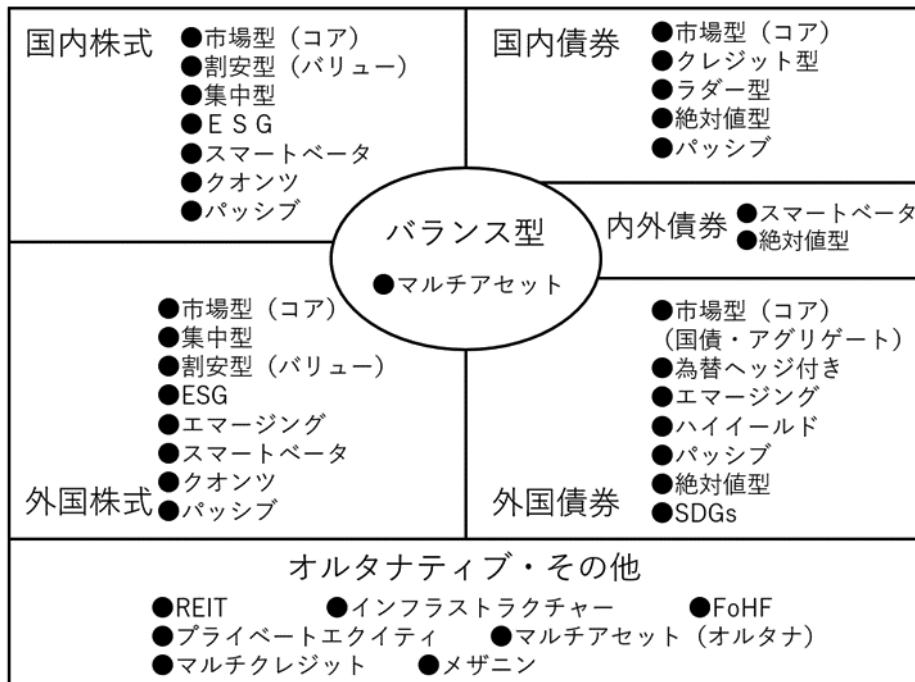 国内株式
●市場型（コア）
●割安型（バリュー）
●集中型
●ＥＳＧ
●スマートベータ
●クオンツ
●パッシブ
国内債券
●市場型（コア）
●クレジット型
●ラダー型
●絶対値型
●パッシブ
バランス型
●マルチアセット
内外債券
●スマートベータ
●絶対値型
外国株式
●市場型（コア）
●集中型
●割安型（バリュー）
●ESG
●エマージング
●スマートベータ
●クオンツ
●パッシブ
外国債券
●市場型（コア）
（国債・アグリゲート）
●為替ヘッジ付き
●エマージング
●ハイイールド
●パッシブ
●絶対値型
●SDGs
オルタナティブ・その他
●REIT ●インフラストラクチャー ●FoHF
●プライベートエクイティ ●マルチアセット（オルタナ）
●マルチクレジット ●メザニン